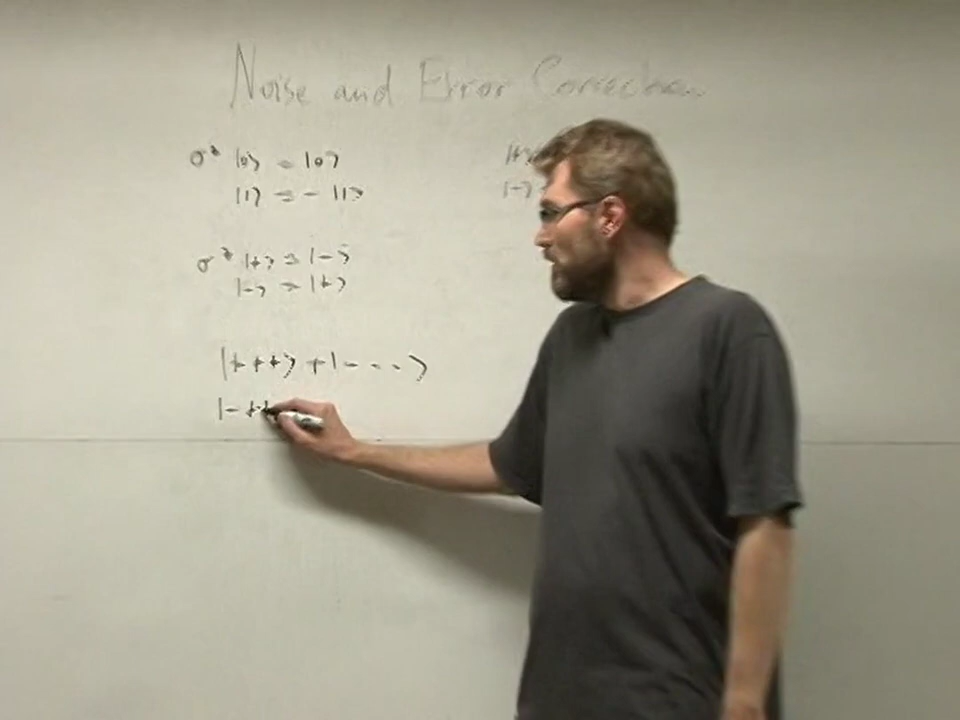 Noise and Error Correction
σᶻ |0⟩ = |0⟩
|1⟩ = - |1⟩
|+⟩
|-⟩
σᶻ |+⟩ = |-⟩
|-⟩ = |+⟩
|+++⟩ + |---⟩
|-++